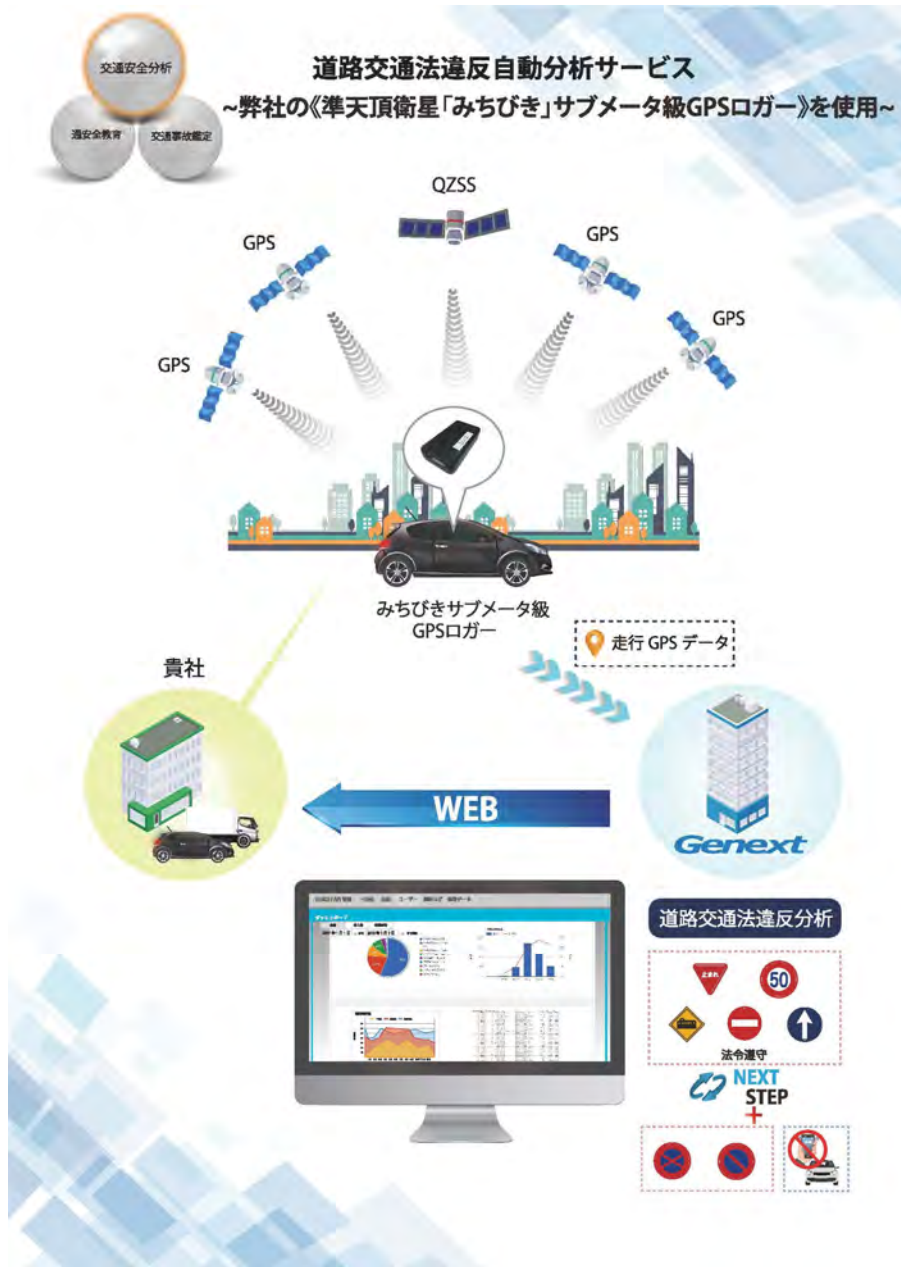 交通安全分析
通安全教育
交通事故鑑定
道路交通法違反自動分析サービス
~弊社の《準天頂衛星「みちびき」サブメータ級GPSロガー》を使用~
QZSS
GPS
GPS
GPS
GPS
みちびきサブメータ級
GPSロガー
走行 GPS データ
貴社
WEB
Genext
道路交通法違反分析
止まれ
50
法令遵守
NEXT
STEP
+